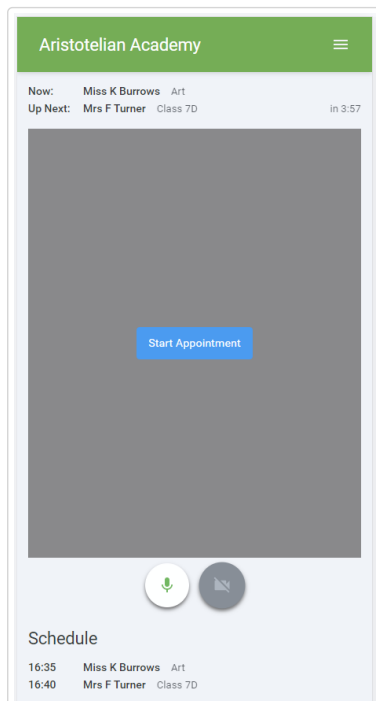 Aristotelian Academy
Now: Miss K Burrows Art
Up Next: Mrs F Turner Class 7D in 3:57
Start Appointment
Schedule
16:35 Miss K Burrows Art
16:40 Mrs F Turner Class 7D